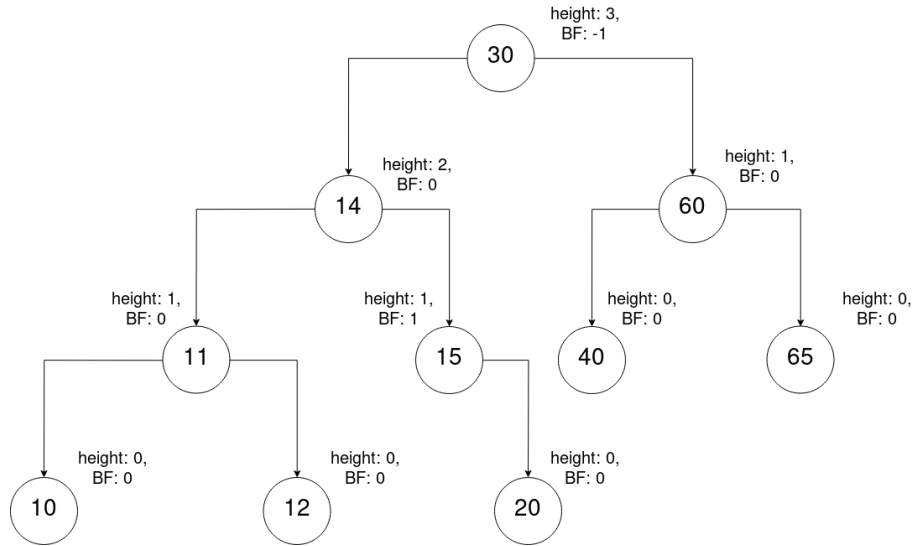 height: 3,
BF: -1
30
height: 2,
BF: 0
14
height: 1,
BF: 0
60
height: 1,
BF: 0
11
height: 1,
BF: 1
15
height: 0,
BF: 0
40
height: 0,
BF: 0
65
height: 0,
BF: 0
10
height: 0,
BF: 0
12
height: 0,
BF: 0
20